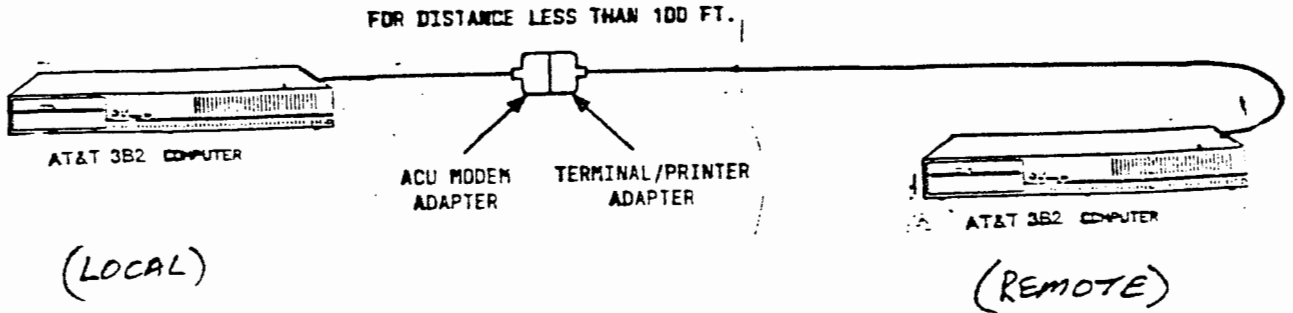 FOR DISTANCE LESS THAN 100 FT.
AT&T 3B2 COMPUTER
ACU MODEM
ADAPTER
TERMINAL/PRINTER
ADAPTER
AT&T 3B2 COMPUTER
(LOCAL)
(REMOTE)